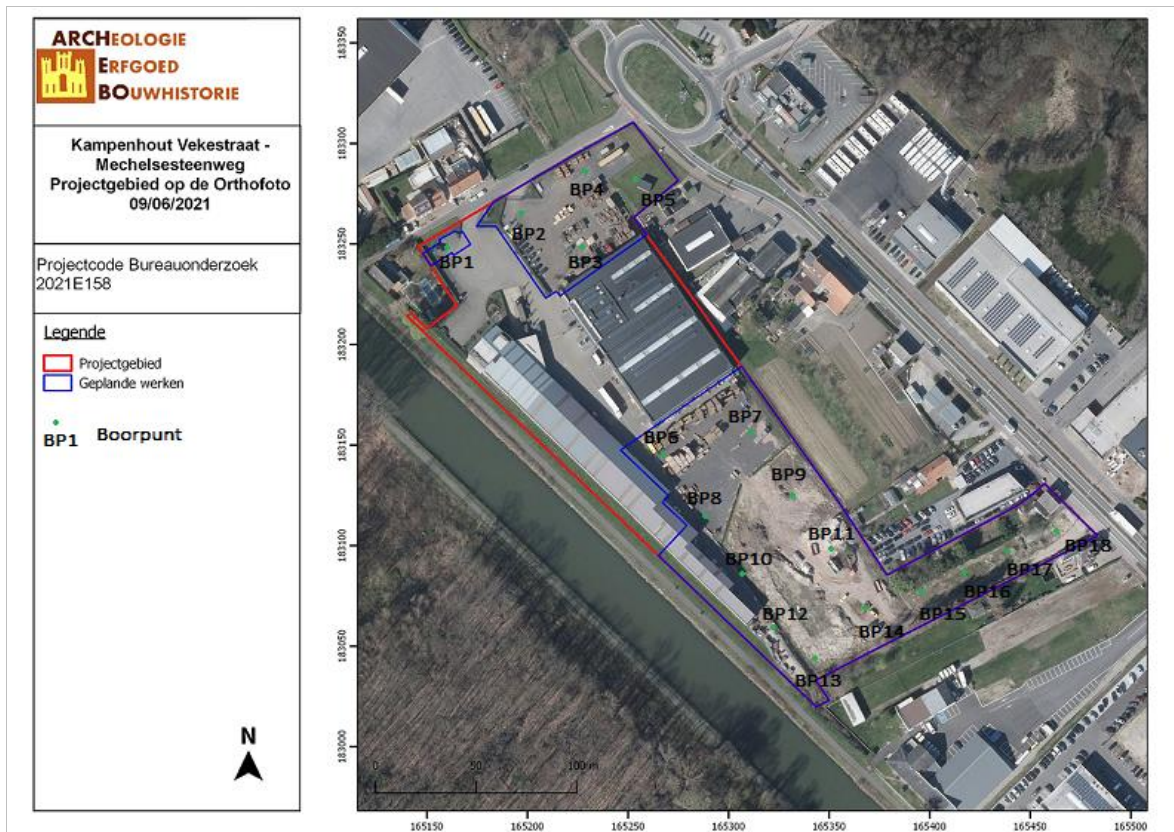 ARCHEOLOGIE
ERFGOED
BOUWHISTORIE
Kampenhout Vekestraat -
Mechelsesteenweg
Projectgebied op de Orthofoto
09/06/2021
Projectcode Bureauonderzoek
2021E158
Legende
Projectgebied
Geplande werken
BP1 Boorpunt
N
183350
183300
183250
183200
183150
183100
183050
183000
BP4
BP5
BP2
BP1
BP3
BP7
BP6
BP9
BP8
BP11
BP18
BP10
BP17
BP16
BP12
BP15
BP14
BP13
0 50 100 m
165150 165200 165250 165300 165350 165400 165450 165500